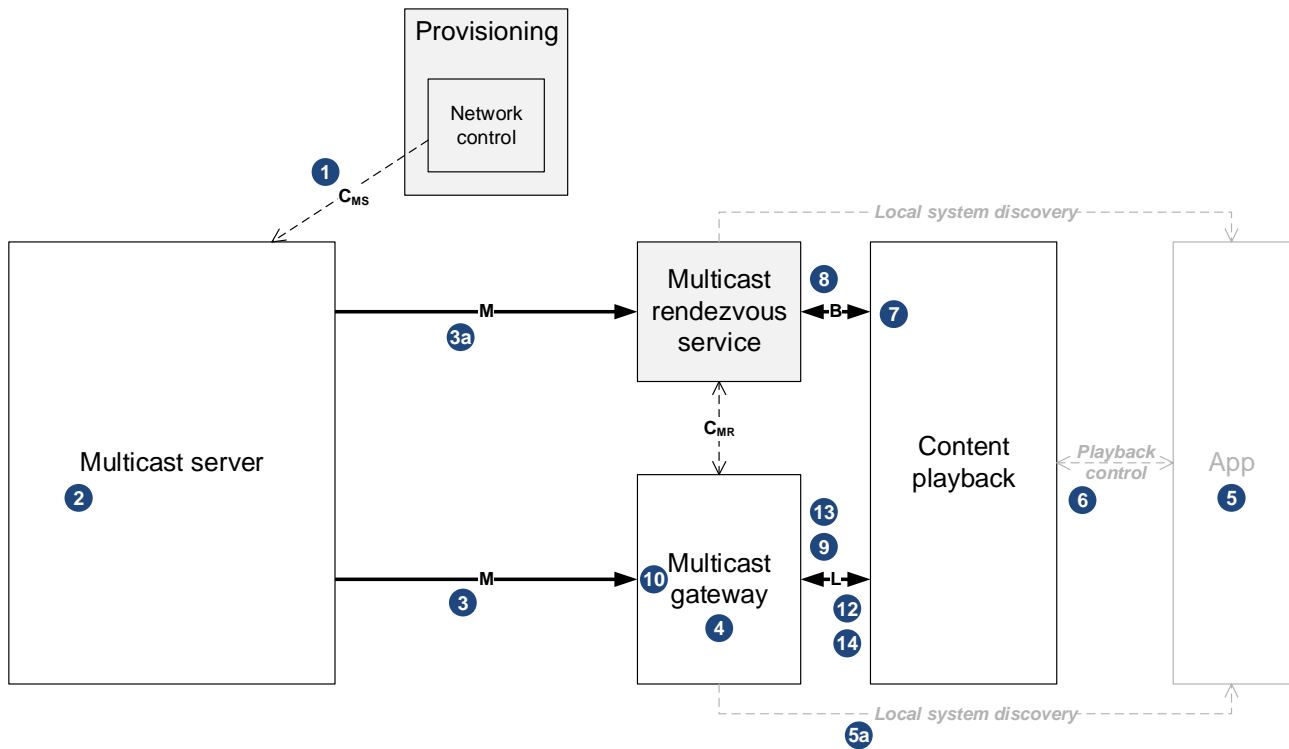 Provisioning
Network
control
1
CMS
Local system discovery
Multicast
rendezvous
service
8
B
7
M
3a
CMR
Multicast server
2
Content
playback
Playback
control
6
App
5
13
9
M
3
10
Multicast
gateway
4
L
12
14
Local system discovery
5a